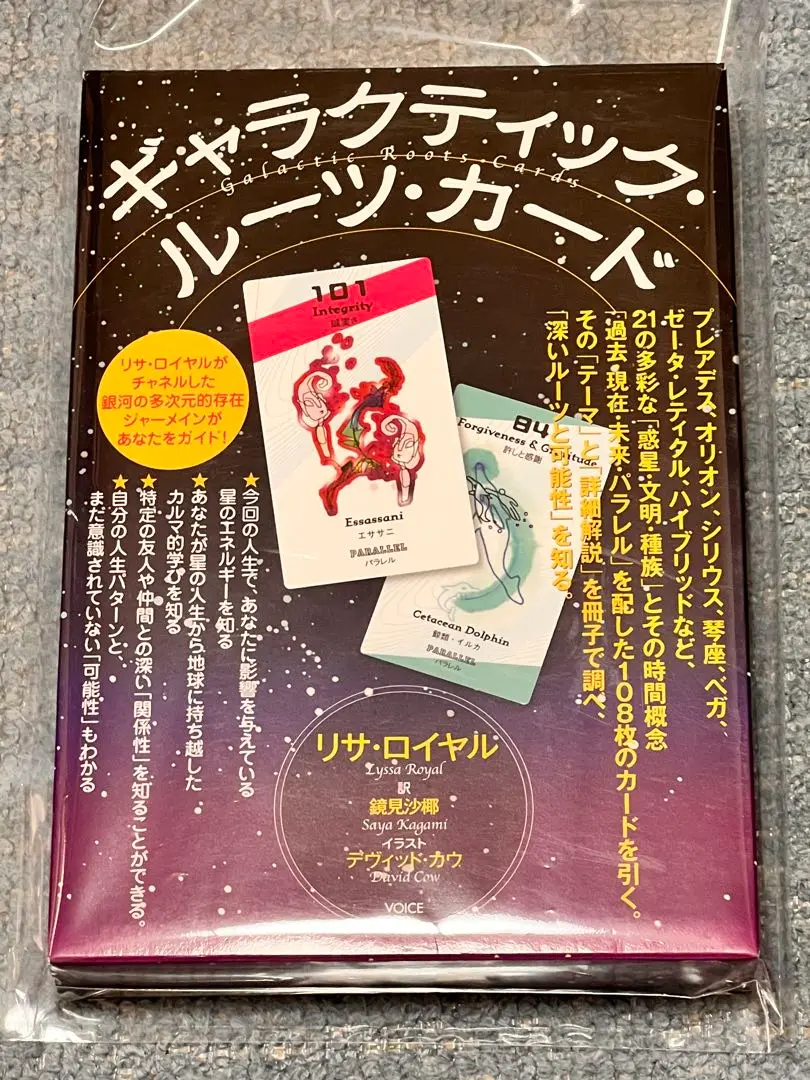 ギャラクティック・
Galactic Roots Cards
ルーツ・カード
プレアデス、オリオン、シリウス、琴座、ベガ、
ゼータ・レティクル、ハイブリッドなど、
21の多彩な「惑星・文明・種族」とその時間概念
「過去・現在・未来・パラレル」を配した108枚のカードを引く。
その「テーマ」と「詳細解説」を冊子で調べ、
「深いルーツと可能性」を知る。
101
Integrity
誠実さ
Essassani
エササニ
PARALLEL
パラレル
84
Forgiveness & Gratitude
許しと感謝
Cetacean Dolphin
鯨類・イルカ
PARALLEL
パラレル
リサ・ロイヤルが
チャネルした
銀河の多次元的存在
ジャーメインが
あなたをガイド!
★今回の人生で、あなたに影響を与えている
星のエネルギーを知る
★あなたが星の人生から地球に持ち越した
カルマ的学びを知る
★特定の友人や仲間との深い「関係性」を知ることができる。
★自分の人生パターンと、
まだ意識されていない「可能性」もわかる
リサ・ロイヤル
Lyssa Royal
訳
鏡見沙椰
Saya Kagami
イラスト
デヴィッド・カウ
David Cow
VOICE